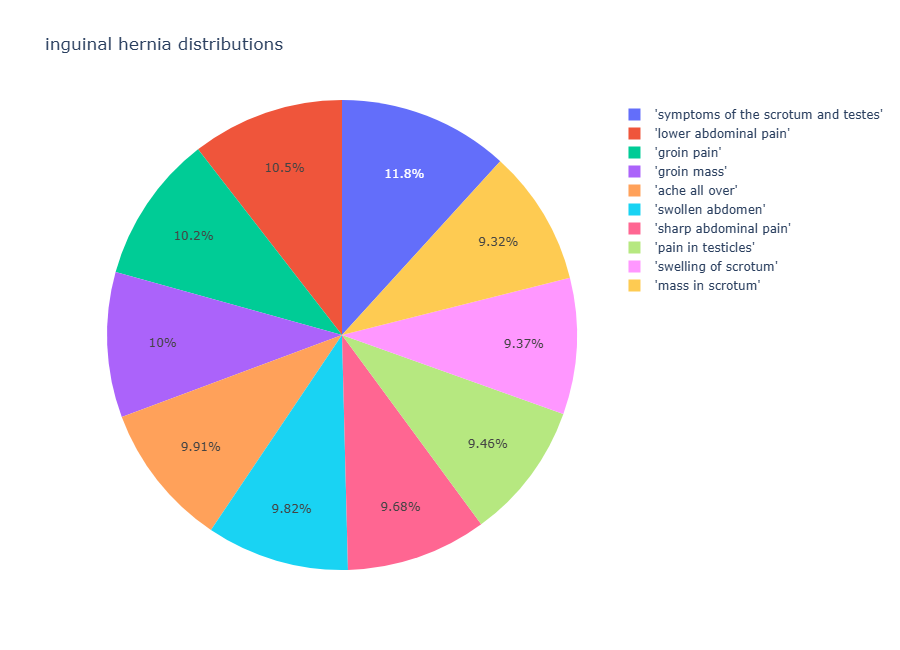 inguinal hernia distributions
11.8%
9.32%
9.37%
9.46%
9.68%
9.82%
9.91%
10%
10.2%
10.5%
'symptoms of the scrotum and testes'
'lower abdominal pain'
'groin pain'
'groin mass'
'ache all over'
'swollen abdomen'
'sharp abdominal pain'
'pain in testicles'
'swelling of scrotum'
'mass in scrotum'